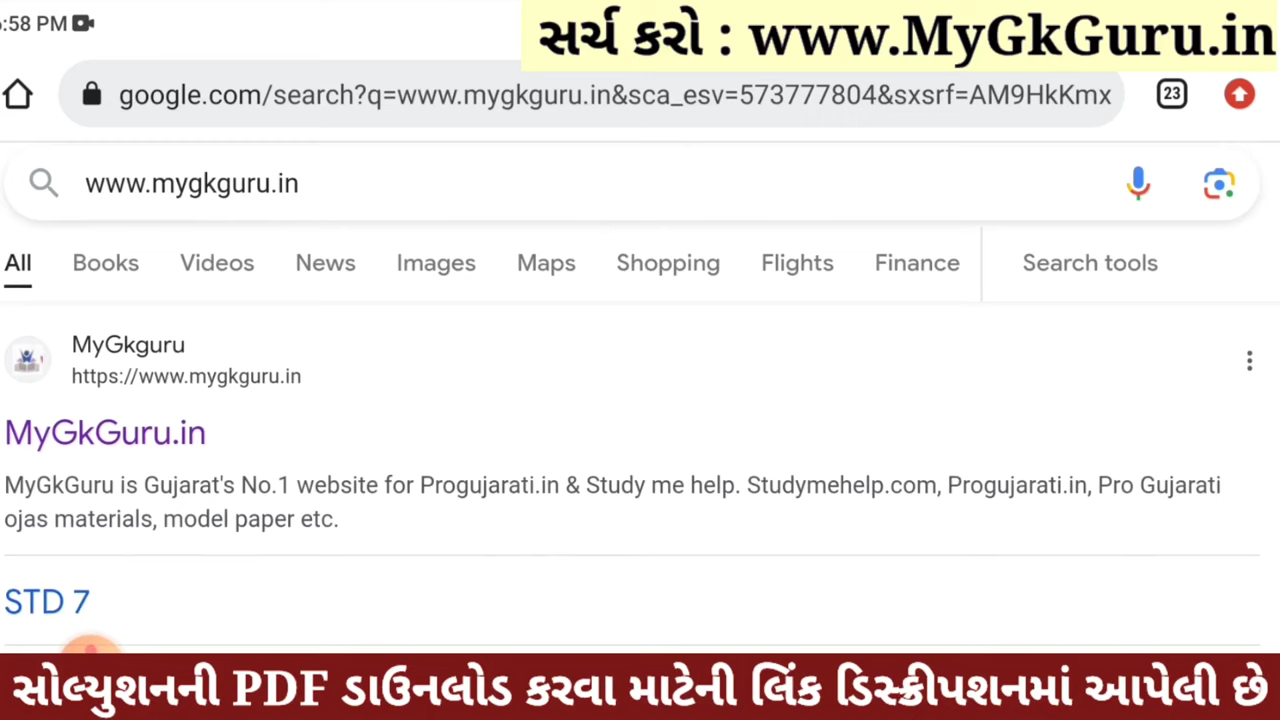 :58 PM
સર્ચ કરો : www.MyGkGuru.in
google.com/search?q=www.mygkguru.in&sca_esv=573777804&sxsrf=AM9HkKmx
23
www.mygkguru.in
All Books Videos News Images Maps Shopping Flights Finance Search tools
MyGkguru
https://www.mygkguru.in
MyGkGuru.in
MyGkGuru is Gujarat's No.1 website for Progujarati.in & Study me help. Studymehelp.com, Progujarati.in, Pro Gujarati
ojas materials, model paper etc.
STD 7
સોલ્યુશનની PDF ડાઉનલોડ કરવા માટેની લિંક ડિસ્ક્રીપશનમાં આપેલી છે